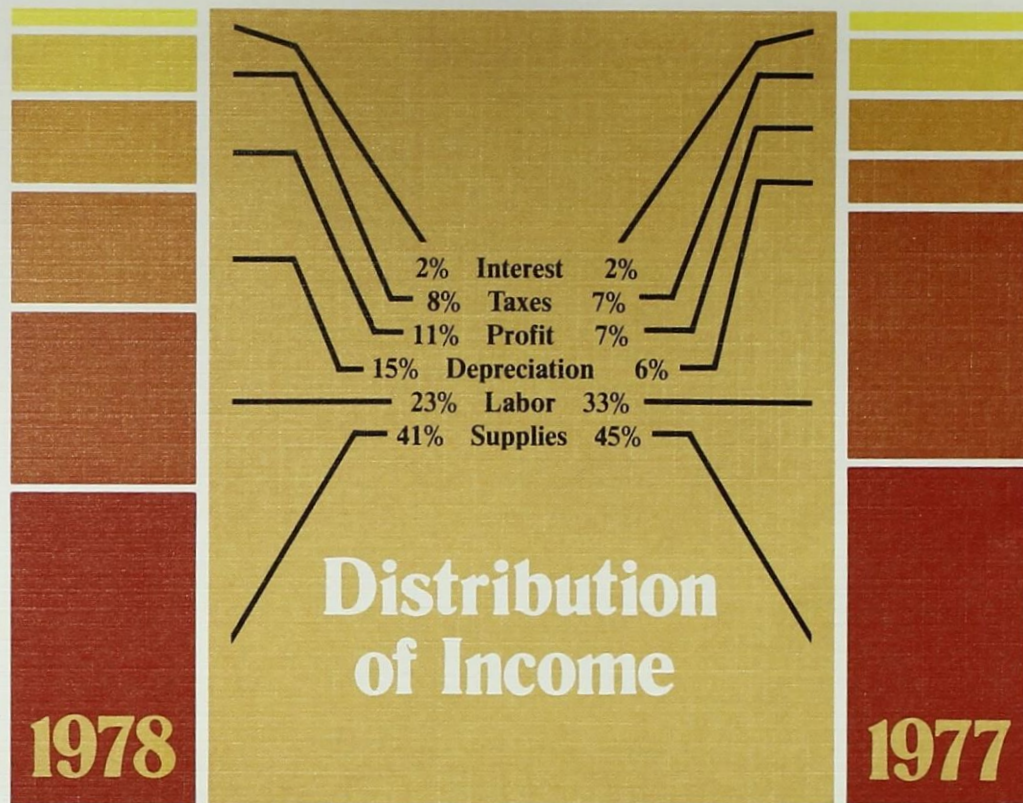 2% Interest 2%
8% Taxes 7%
11% Profit 7%
15% Depreciation 6%
23% Labor 33%
41% Supplies 45%
Distribution
of Income
1978
1977